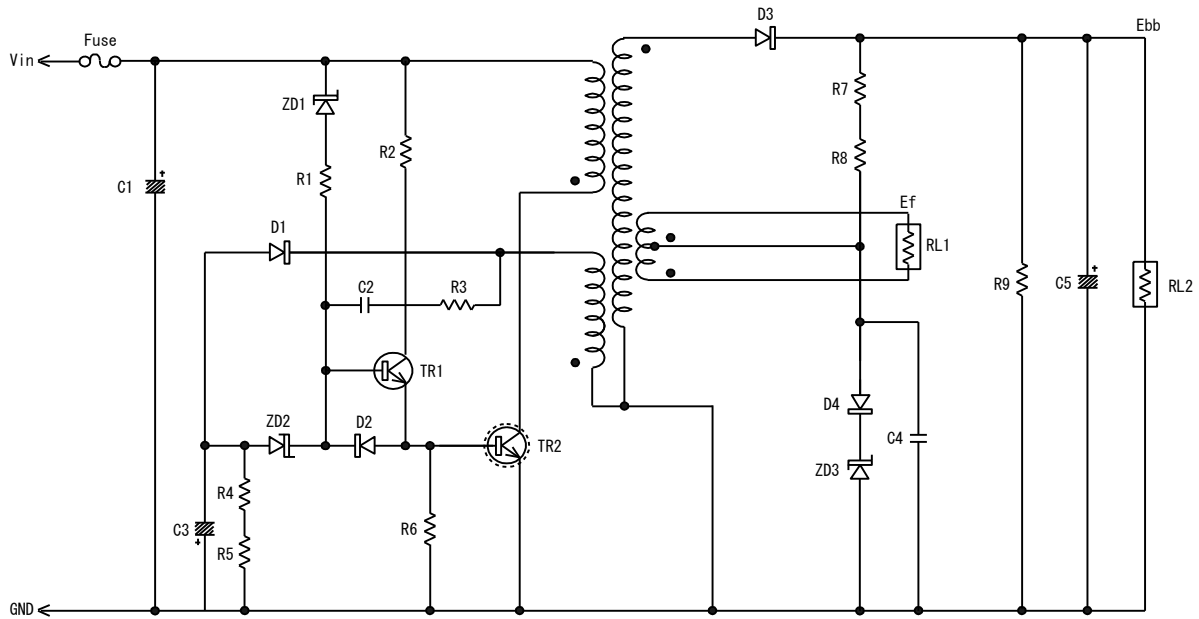 D3
Ebb
Fuse
Vin
R7
ZD1
R2
R8
C1
R1
Ef
D1
RL1
C2
R3
R9
C5
RL2
TR1
D4
ZD2
D2
TR2
C4
ZD3
R4
C3
R6
R5
GND